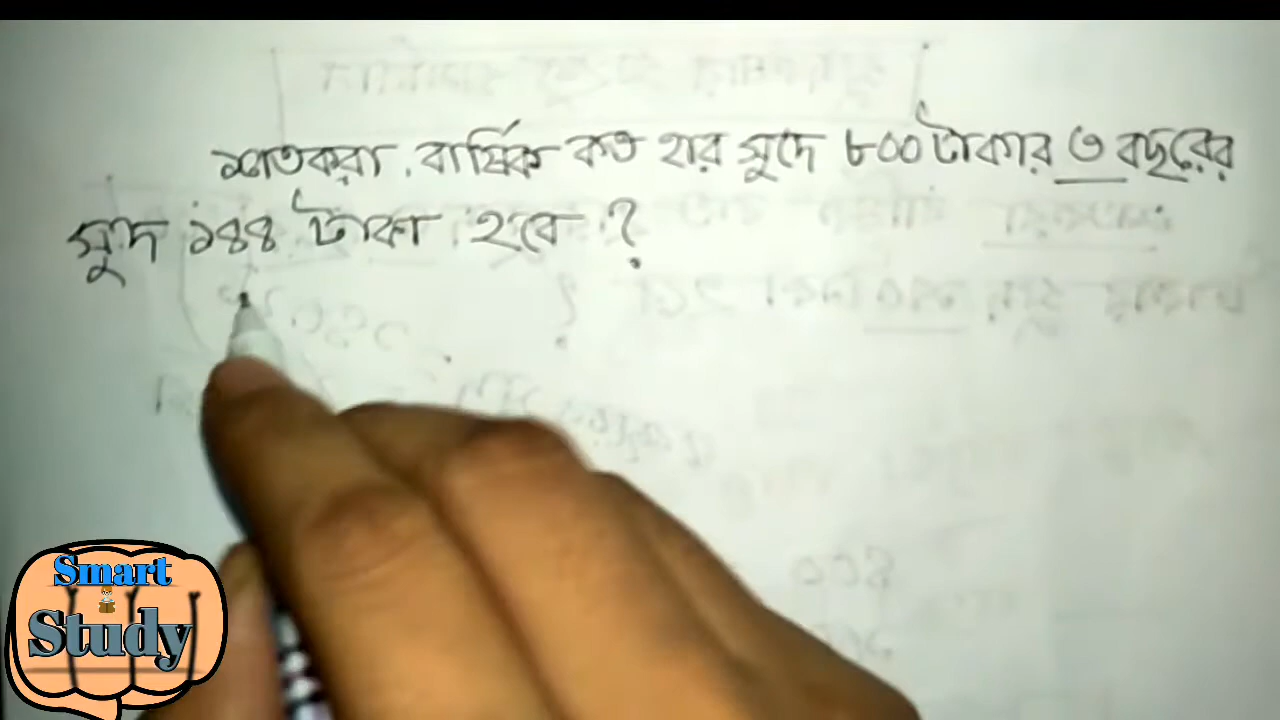 শতকরা বার্ষিক কত হার সুদে ৮০০ টাকার ৩ বছরের
সুদ ১৪৪ টাকা হবে ?
Smart
Study